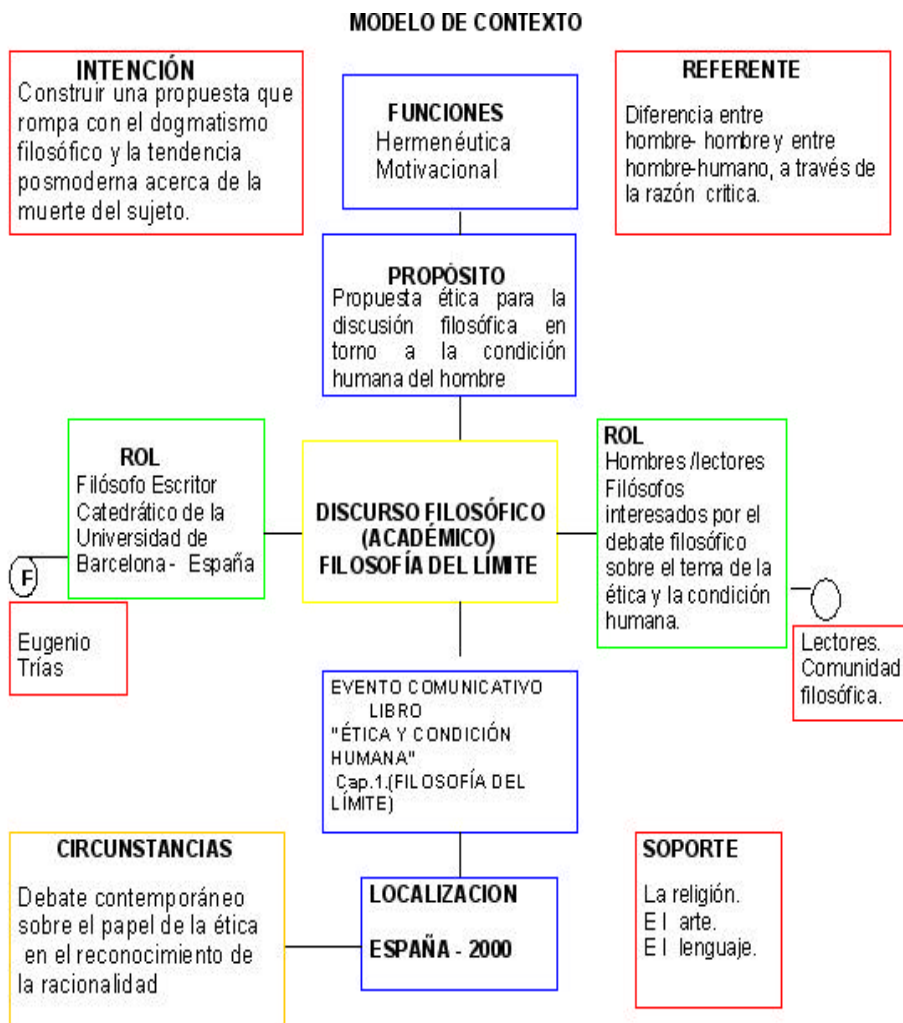 MODELO DE CONTEXTO
INTENCIÓN
Construir una propuesta que
rompa con el dogmatismo
filosófico y la tendencia
posmoderna acerca de la
muerte del sujeto.
FUNCIONES
Hermenéutica
Motivacional
REFERENTE
Diferencia entre
hombre- hombre y entre
hombre-humano, a través de
la razón critica.
PROPÓSITO
Propuesta ética para la
discusión filosófica en
torno a la condición
humana del hombre
ROL
Filósofo Escritor
Catedrático de la
Universidad de
Barcelona - España
F
Eugenio
Trías
DISCURSO FILOSÓFICO
(ACADÉMICO)
FILOSOFÍA DEL LÍMITE
ROL
Hombres /lectores
Filósofos
interesados por el
debate filosófico
sobre el tema de la
ética y la condición
humana.
Lectores.
Comunidad
filosófica.
EVENTO COMUNICATIVO
LIBRO
"ÉTICA Y CONDICIÓN
HUMANA"
Cap.1.(FILOSOFÍA DEL
LÍMITE)
CIRCUNSTANCIAS
Debate contemporáneo
sobre el papel de la ética
en el reconocimiento de
la racionalidad
LOCALIZACION
ESPAÑA - 2000
SOPORTE
La religión.
E l arte.
E l lenguaje.